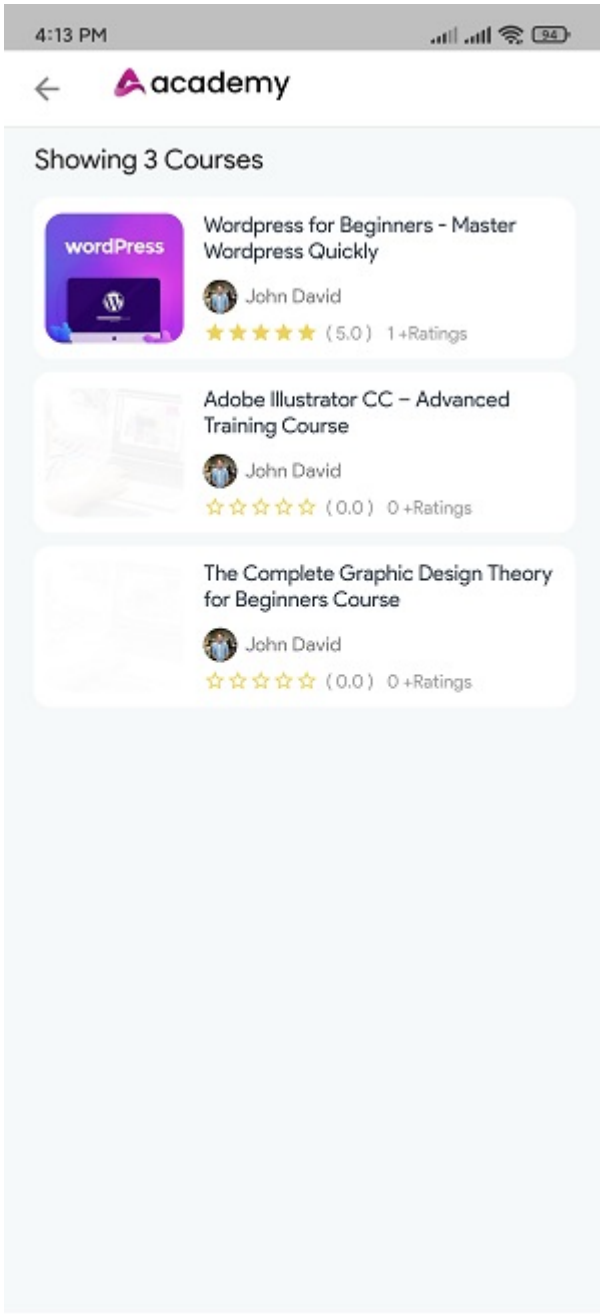 4:13 PM
94
academy
Showing 3 Courses
wordPress
Wordpress for Beginners - Master
Wordpress Quickly
John David
(5.0) 1 +Ratings
Adobe Illustrator CC – Advanced
Training Course
John David
(0.0) 0 +Ratings
The Complete Graphic Design Theory
for Beginners Course
John David
(0.0) 0 +Ratings